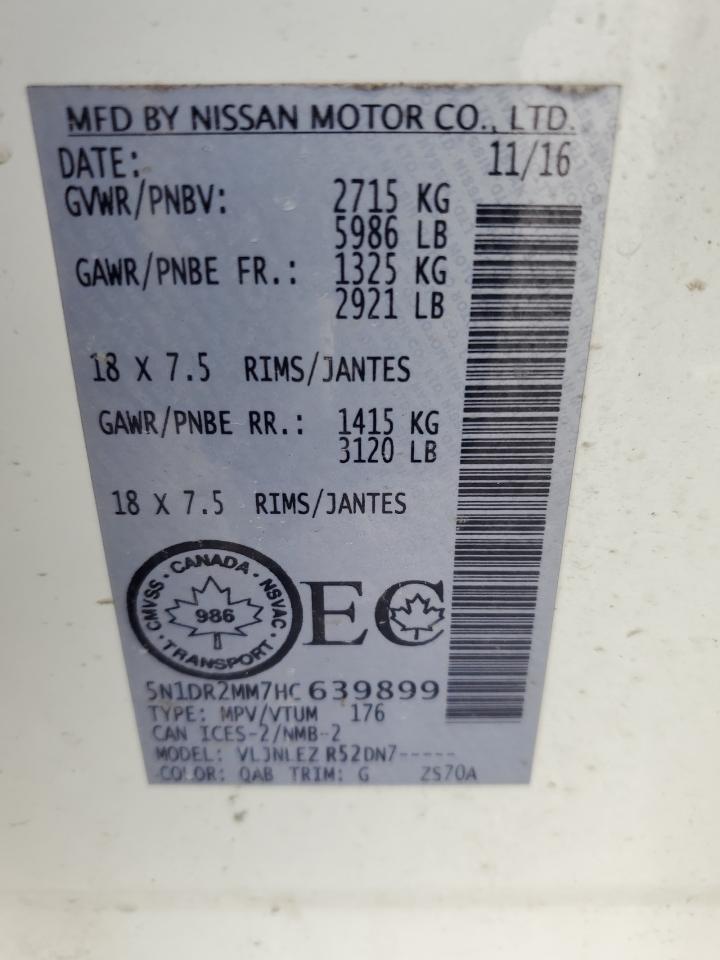 MFD BY NISSAN MOTOR CO., LTD.
DATE: 11/16
GVWR/PNBV: 2715 KG
5986 LB
GAWR/PNBE FR.: 1325 KG
2921 LB
18 X 7.5 RIMS/JANTES
GAWR/PNBE RR.: 1415 KG
3120 LB
18 X 7.5 RIMS/JANTES
CMVSS · CANADA · NSVAC · TRANSPORT ·
986
EC
5N1DR2MM7HC639899
TYPE: MPV/VTUM 176
CAN ICES-2/NMB-2
MODEL: VLJNLEZ R52DN7-----
COLOR: QAB TRIM: G ZS70A